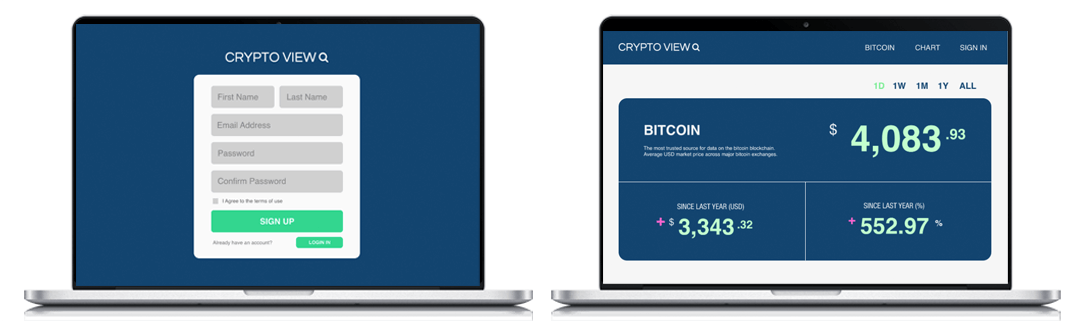 CRYPTO VIEW
First Name Last Name
Email Address
Password
Confirm Password
I Agree to the terms of use
SIGN UP
Already have an account? LOGIN IN
CRYPTO VIEW BITCOIN CHART SIGN IN
1D 1W 1M 1Y ALL
BITCOIN
The most trusted source for data on the bitcoin blockchain.
Average USD market price across major bitcoin exchanges.
$ 4,083.93
SINCE LAST YEAR (USD)
+ $ 3,343.32
SINCE LAST YEAR (%)
+ 552.97 %